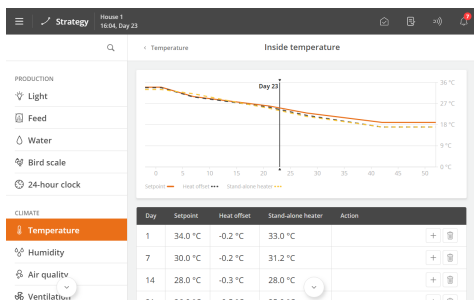 Strategy
House 1
16:04, Day 23
7
Temperature
Inside temperature
PRODUCTION
Light
Feed
Water
Bird scale
24-hour clock
CLIMATE
Temperature
Humidity
Air quality
Ventilation
Day 23
36 °C
27 °C
18 °C
9 °C
0 °C
0 5 10 15 20 25 30 35 40 45 50
Setpoint Heat offset Stand-alone heater
Day Setpoint Heat offset Stand-alone heater Action
1 34.0 °C -0.2 °C 33.0 °C
7 30.0 °C -0.2 °C 31.2 °C
14 28.0 °C -0.3 °C 28.0 °C